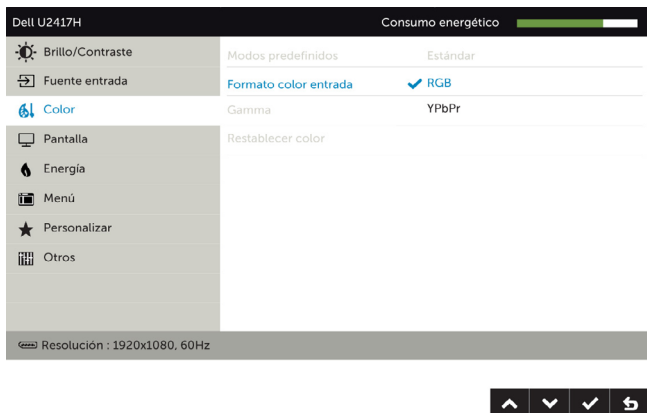 Dell U2417H Consumo energético
Brillo/Contraste
Modos predefinidos Estándar
Fuente entrada
Formato color entrada RGB
Color
Gamma YPbPr
Pantalla
Restablecer color
Energía
Menú
Personalizar
Otros
Resolución : 1920x1080, 60Hz